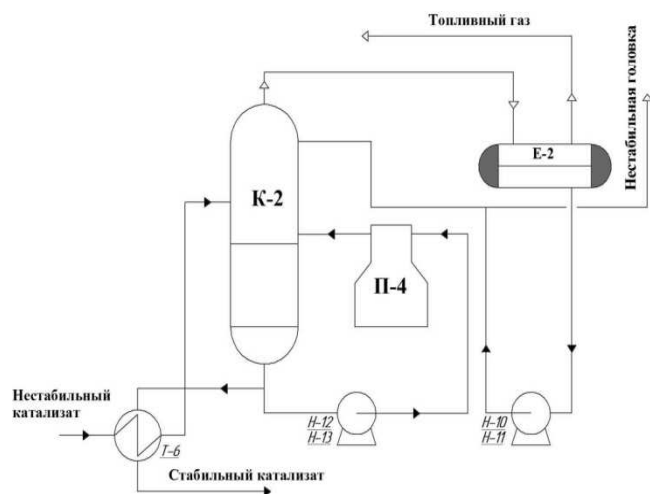 Топливный газ
Нестабильная головка
Е-2
К-2
П-4
Нестабильный
катализат
Т-6
Н-12
Н-13
Н-10
Н-11
Стабильный катализат